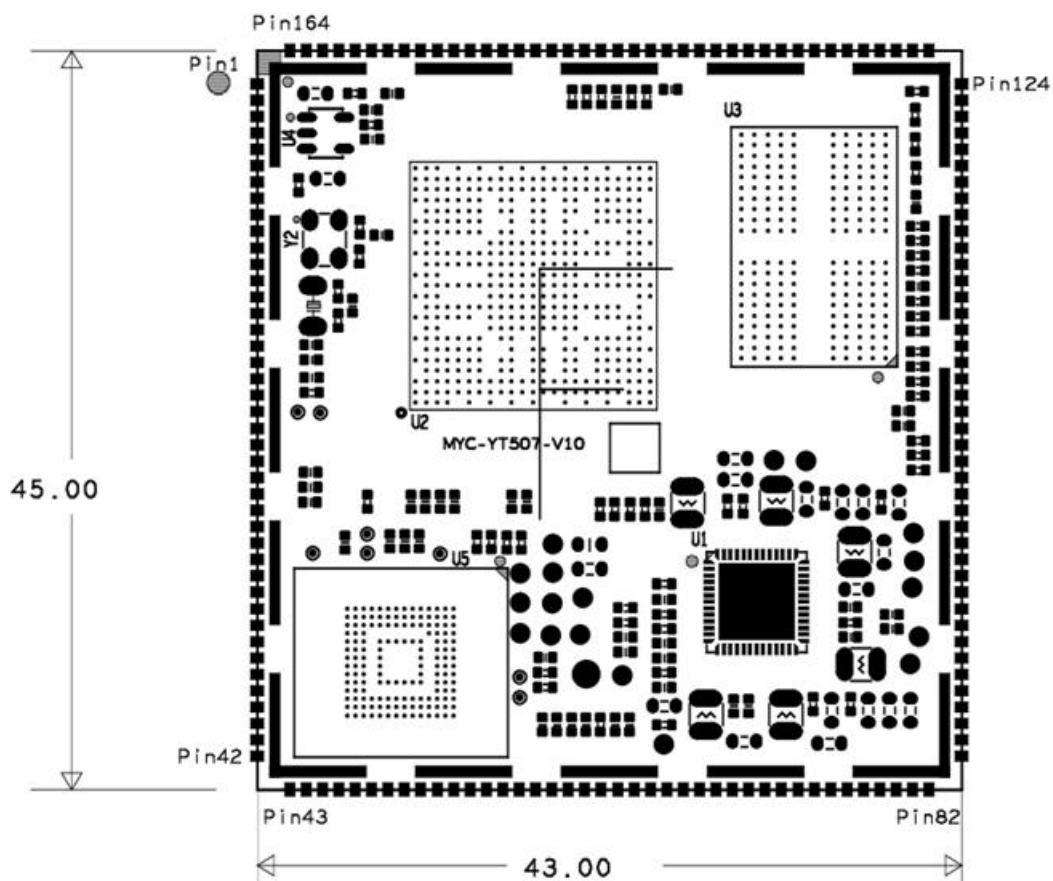 Pin164
Pin1
Pin124
U3
U4
Y2
U2
MYC-YT507-V10
45.00
U1
U5
Pin42
Pin43
Pin82
43.00